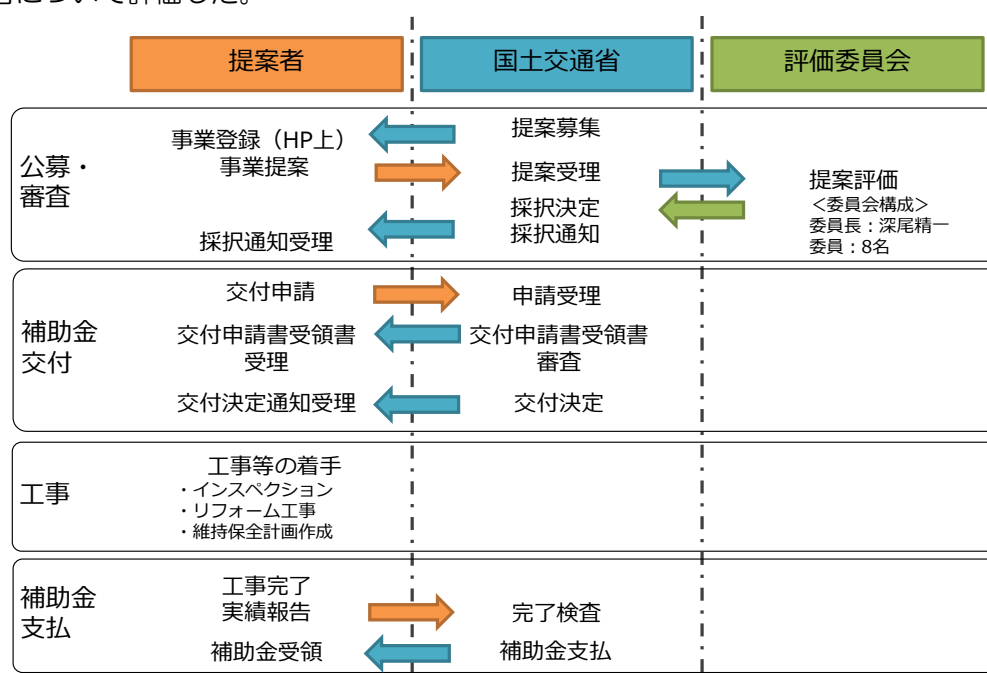 について評価した。
提案者
国土交通省
評価委員会
公募・
審査
事業登録（HP上）
事業提案
採択通知受理
提案募集
提案受理
採択決定
採択通知
提案評価
＜委員会構成＞
委員長：深尾精一
委員：8名
補助金
交付
交付申請
交付申請書受領書
受理
交付決定通知受理
申請受理
交付申請書受領書
審査
交付決定
工事
工事等の着手
・インスペクション
・リフォーム工事
・維持保全計画作成
補助金
支払
工事完了
実績報告
補助金受領
完了検査
補助金支払